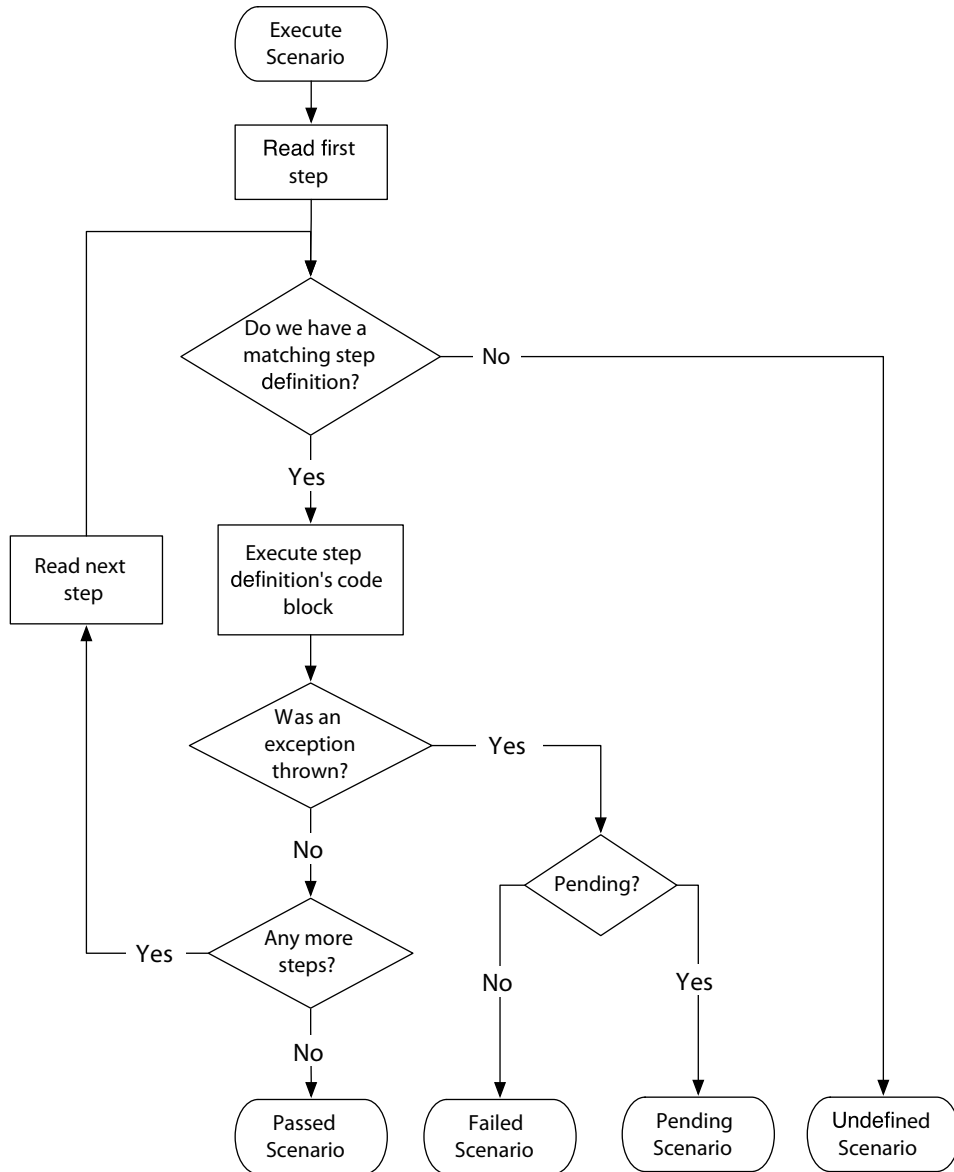 Execute
Scenario
Read first
step
Do we have a
matching step
definition?
No
Yes
Read next
step
Execute step
definition's code
block
Was an
exception
thrown?
Yes
No
Pending?
Any more
steps?
Yes
No
Yes
No
Passed
Scenario
Failed
Scenario
Pending
Scenario
Undefined
Scenario